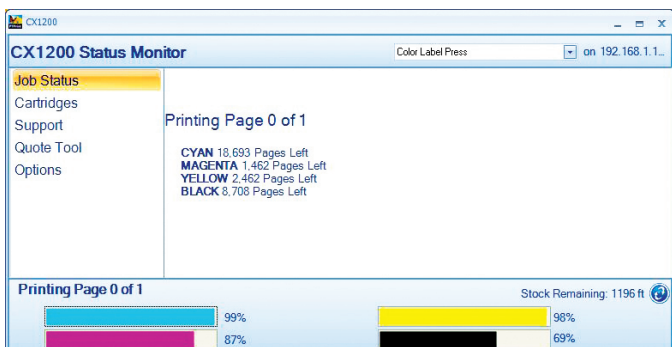 CX1200
CX1200 Status Monitor
Color Label Press
on 192.168.1.1...
Job Status
Cartridges
Support
Quote Tool
Options
Printing Page 0 of 1
CYAN 18,693 Pages Left
MAGENTA 1,462 Pages Left
YELLOW 2,462 Pages Left
BLACK 8,708 Pages Left
Printing Page 0 of 1
Stock Remaining: 1196 ft
99%
98%
87%
69%